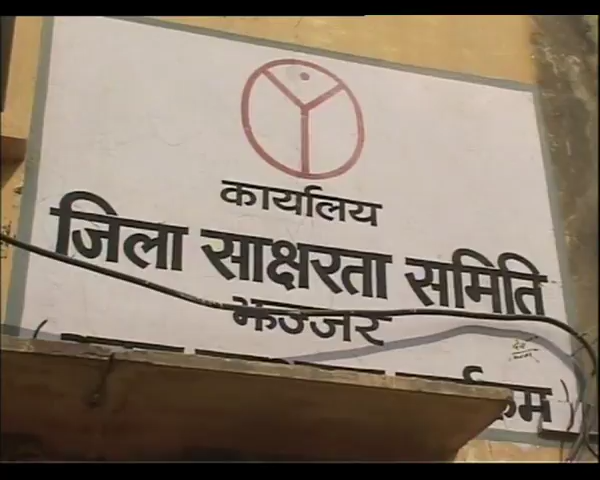 कार्यालय
जिला साक्षरता समिति
झज्जर